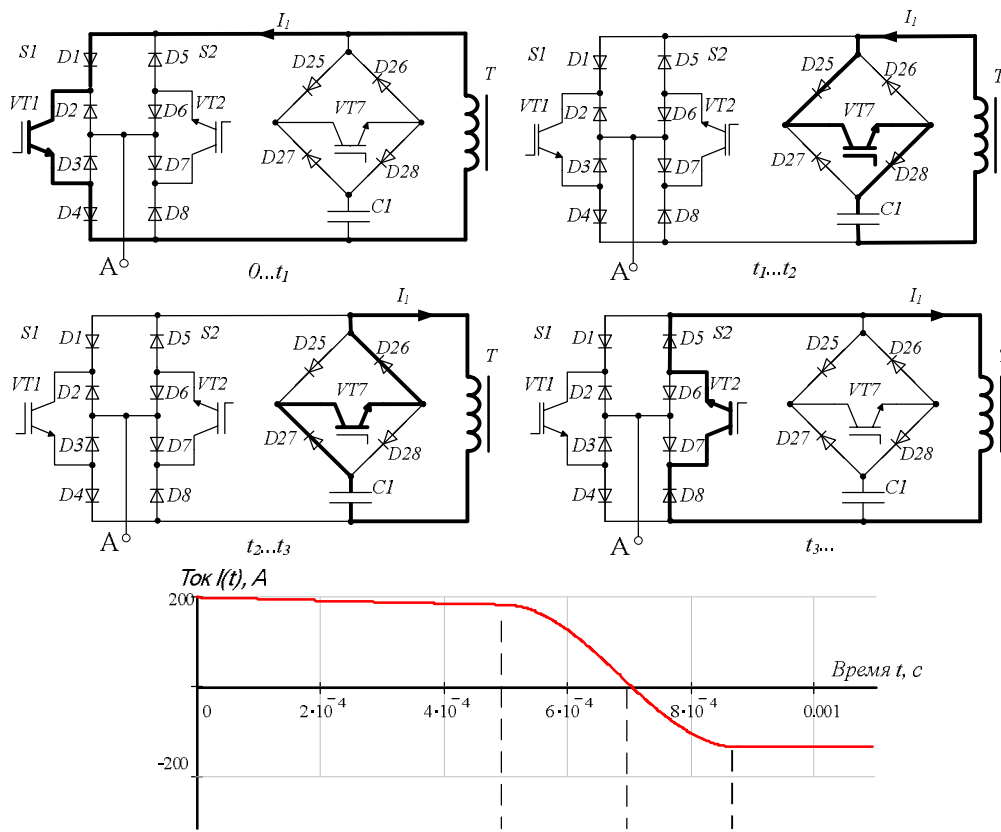 I1
S1
D1
D5
S2
D25
D26
T
VT1
D2
D6
VT2
VT7
D3
D7
D27
D28
D4
D8
C1
A
0...t1
I1
S1
D1
D5
S2
D25
D26
T
VT1
D2
D6
VT2
VT7
D3
D7
D27
D28
D4
D8
C1
A
t1...t2
I1
S1
D1
D5
S2
D25
D26
T
VT1
D2
D6
VT2
VT7
D3
D7
D27
D28
D4
D8
C1
A
t2...t3
I1
S1
D1
D5
S2
D25
D26
VT1
D2
D6
VT2
VT7
D3
D7
D27
D28
D4
D8
C1
A
t3...
Ток I(t), А
200
Время t, с
0
2·10⁻⁴
4·10⁻⁴
6·10⁻⁴
8·10⁻⁴
0.001
-200